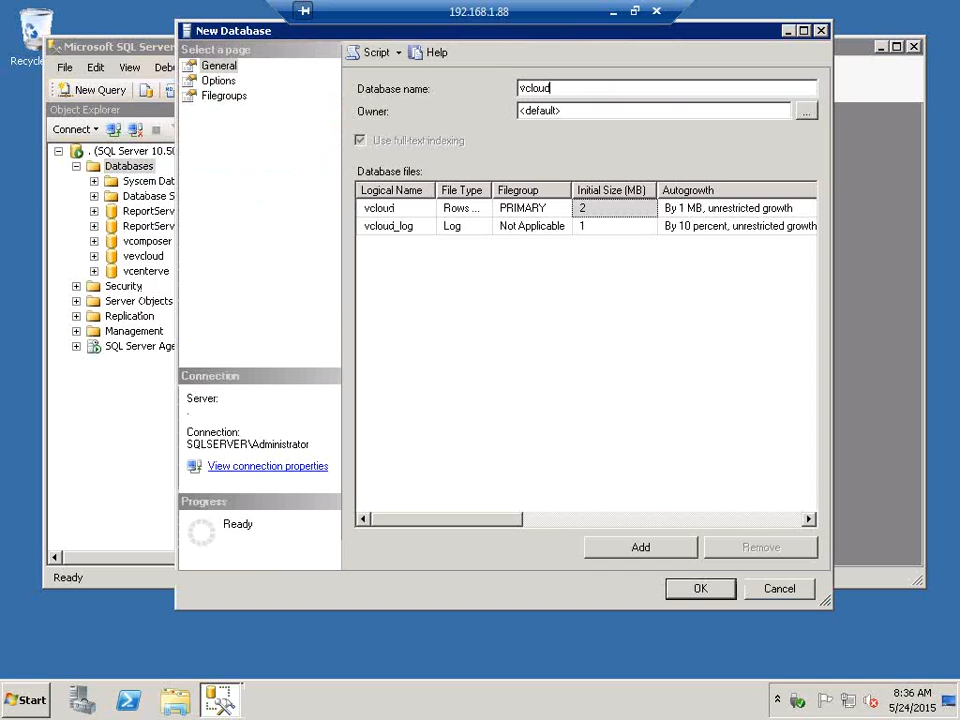 192.168.1.88
Recycl
Microsoft SQL Server
File Edit View Deb
New Query
Object Explorer
Connect
. (SQL Server 10.50
Databases
System Dat
Database S
ReportServ
ReportServ
vcomposer
vevcloud
vcenterve
Security
Server Objects
Replication
Management
SQL Server Age
Ready
New Database
Select a page
General
Options
Filegroups
Connection
Server:
.
Connection:
SQLSERVER\Administrator
View connection properties
Progress
Ready
Script Help
Database name: vcloud
Owner: <default> ...
Use full-text indexing
Database files:
Logical Name File Type Filegroup Initial Size (MB) Autogrowth
vcloud Rows ... PRIMARY 2 By 1 MB, unrestricted growth
vcloud_log Log Not Applicable 1 By 10 percent, unrestricted growth
Add Remove
OK Cancel
Start
8:36 AM
5/24/2015